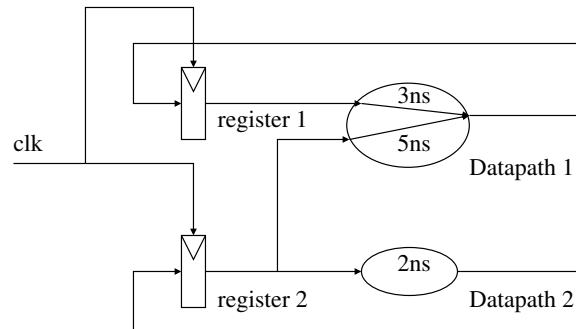 3ns
register 1
clk
5ns
Datapath 1
2ns
register 2
Datapath 2